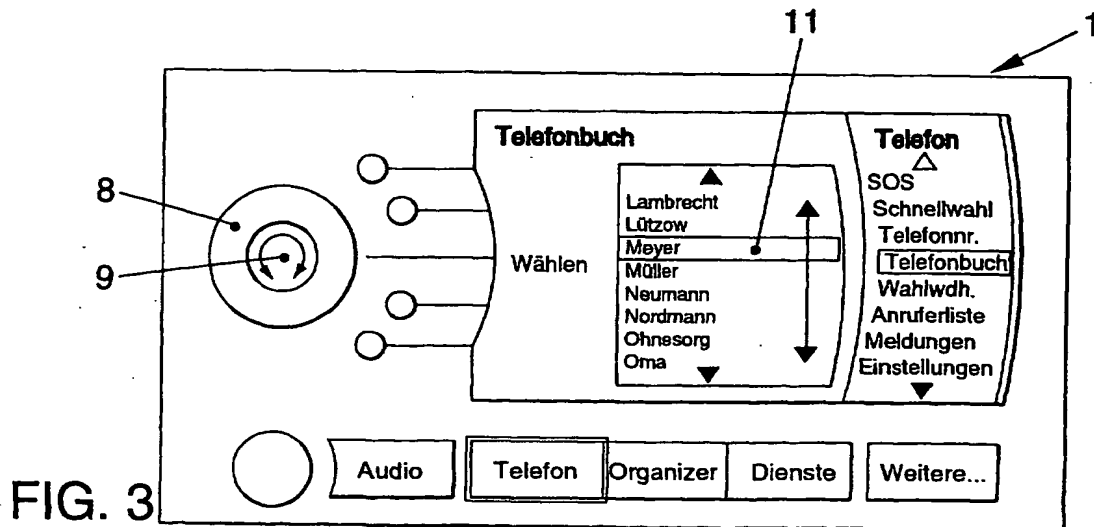 11
1
Telefonbuch
Telefon
8
9
Wählen
Lambrecht
Lützow
Meyer
Müller
Neumann
Nordmann
Ohnesorg
Oma
SOS
Schnellwahl
Telefonnr.
Telefonbuch
Wahlwdh.
Anruferliste
Meldungen
Einstellungen
Audio
Telefon
Organizer
Dienste
Weitere...
FIG. 3